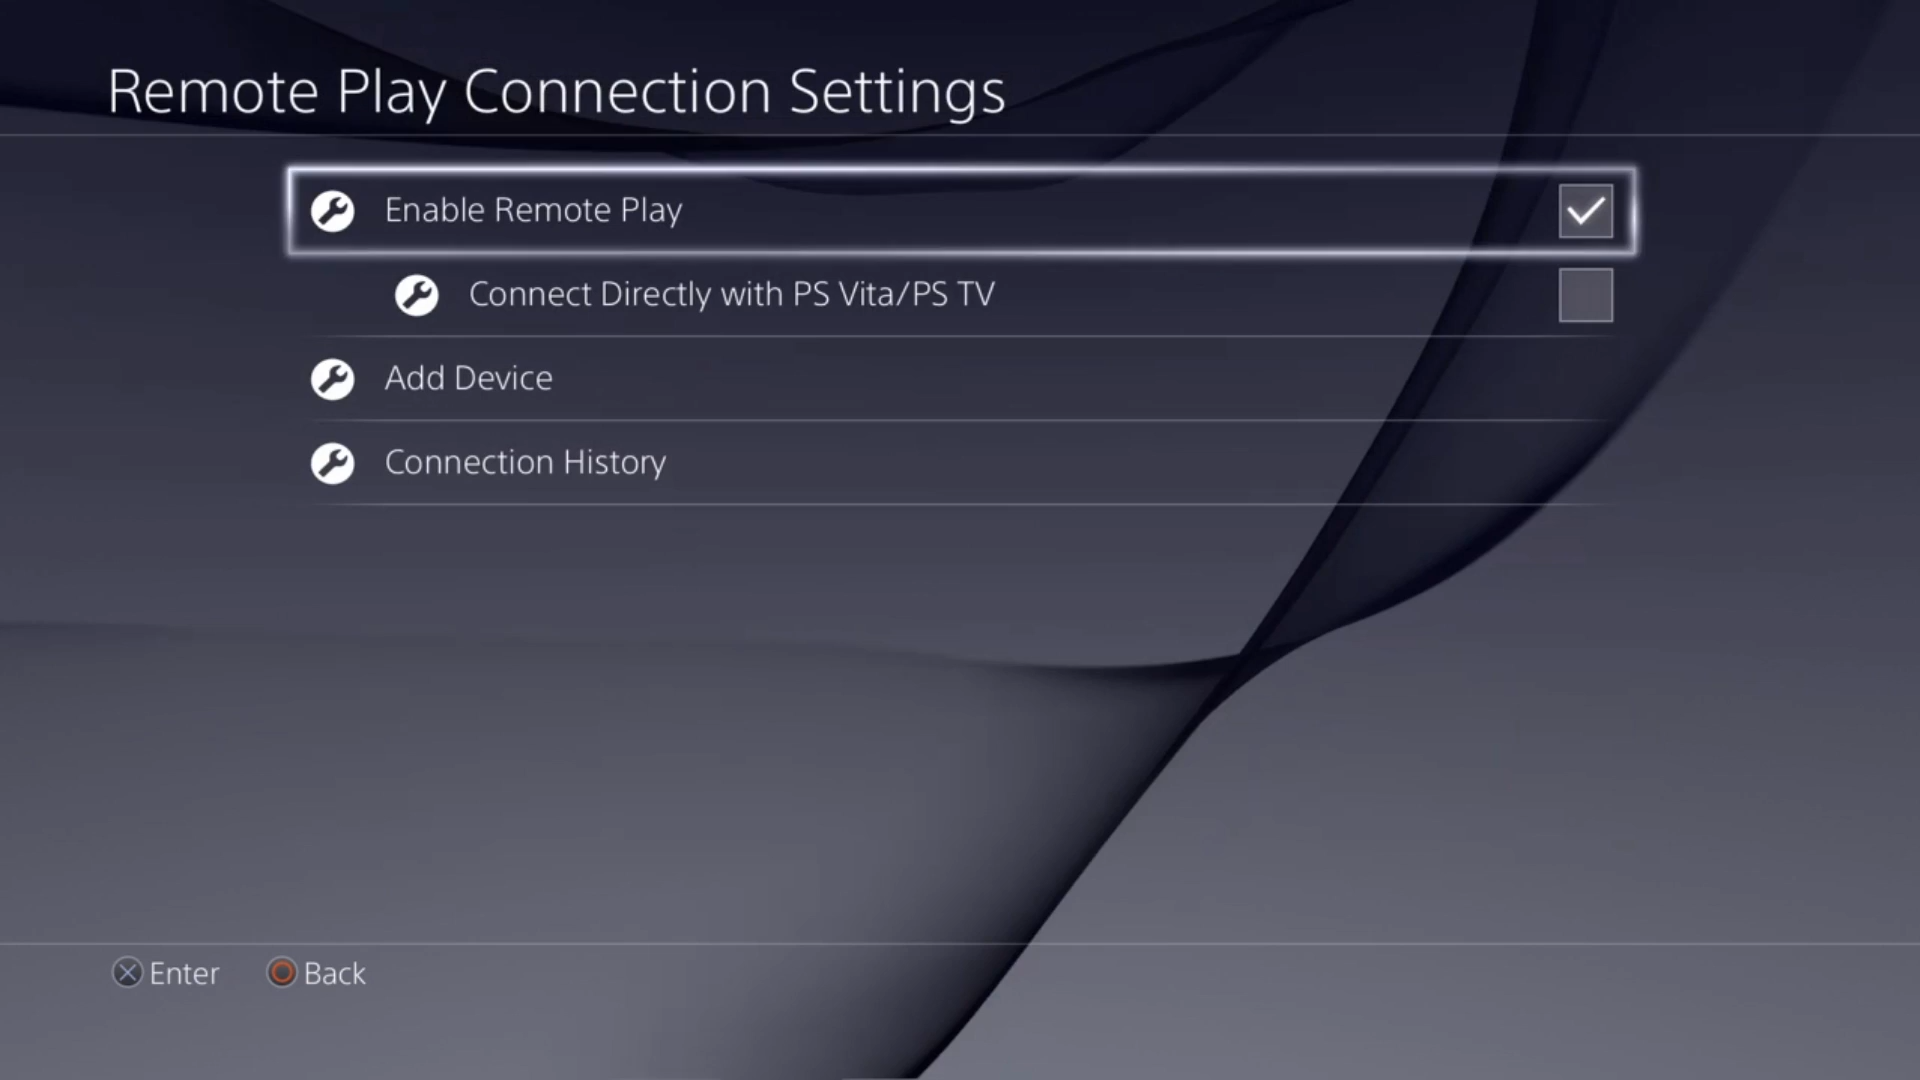 Remote Play Connection Settings
Enable Remote Play
Connect Directly with PS Vita/PS TV
Add Device
Connection History
Enter Back